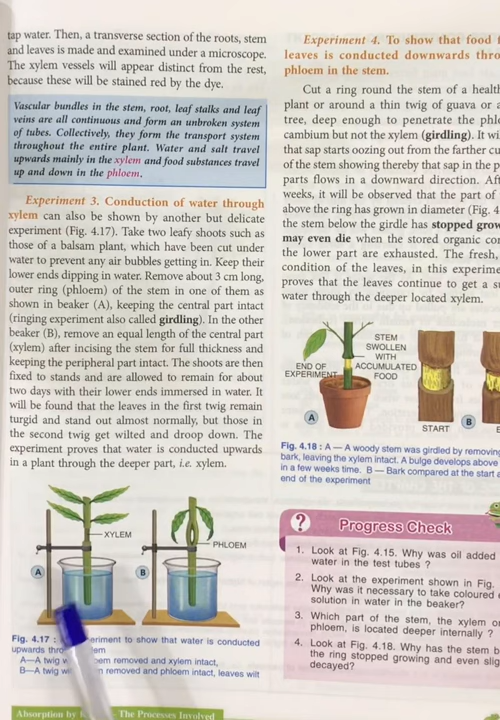 tap water. Then, a transverse section of the roots, stem
and leaves is made and examined under a microscope.
The xylem vessels will appear distinct from the rest,
because these will be stained red by the dye.
Vascular bundles in the stem, root, leaf stalks and leaf
veins are all continuous and form an unbroken system
of tubes. Collectively, they form the transport system
throughout the entire plant. Water and salt travel
upwards mainly in the xylem and food substances travel
up and down in the phloem.
Experiment 3. Conduction of water through
xylem can also be shown by another but delicate
experiment (Fig. 4.17). Take two leafy shoots such as
those of a balsam plant, which have been cut under
water to prevent any air bubbles getting in. Keep their
lower ends dipping in water. Remove about 3 cm long,
outer ring (phloem) of the stem in one of them as
shown in beaker (A), keeping the central part intact
(ringing experiment also called girdling). In the other
beaker (B), remove an equal length of the central part
(xylem) after incising the stem for full thickness and
keeping the peripheral part intact. The shoots are then
fixed to stands and are allowed to remain for about
two days with their lower ends immersed in water. It
will be found that the leaves in the first twig remain
turgid and stand out almost normally, but those in
the second twig get wilted and droop down. The
experiment proves that water is conducted upwards
in a plant through the deeper part, i.e. xylem.
XYLEM
PHLOEM
A
B
Fig. 4.17 : eriment to show that water is conducted
upwards
A—A twig removed and xylem intact,
B—A twig removed and phloem intact, leaves wilt
Absorption by The Processes Involved
Experiment 4. To show that food
leaves is conducted downwards
phloem in the stem.
Cut a ring round the stem of a
plant or around a thin twig of guava or
tree, deep enough to penetrate the
cambium but not the xylem (girdling). It
that sap starts oozing out from the farther
of the stem showing thereby that sap in the
parts flows in a downward direction.
weeks, it will be observed that the part of
above the ring has grown in diameter (Fig. 4
the stem below the girdle has stopped
may even die when the stored organic
the lower part are exhausted. The fresh,
condition of the leaves, in this
proves that the leaves continue to get a
water through the deeper located xylem.
STEM
SWOLLEN
WITH
ACCUMULATED
FOOD
END OF
EXPERIMENT
A
START
B
Fig. 4.18 : A — A woody stem was girdled by removing
bark, leaving the xylem intact. A bulge develops above
in a few weeks time. B — Bark compared at the start
end of the experiment
? Progress Check
1. Look at Fig. 4.15. Why was oil added
water in the test tubes ?
2. Look at the experiment shown in Fig.
Why was it necessary to take coloured
solution in water in the beaker?
3. Which part of the stem, the xylem or
phloem, is located deeper internally ?
4. Look at Fig. 4.18. Why has the stem
the ring stopped growing and even
decayed?